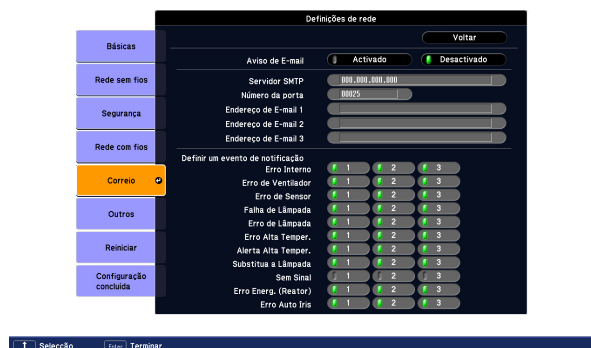 Definições de rede
Voltar
Básicas
Rede sem fios
Segurança
Rede com fios
Correio
Outros
Reiniciar
Configuração
concluida
Aviso de E-mail Activado Desactivado
Servidor SMTP 000.000.000.000
Número da porta 00025
Endereço de E-mail 1
Endereço de E-mail 2
Endereço de E-mail 3
Definir um evento de notificação
Erro Interno 1 2 3
Erro de Ventilador 1 2 3
Erro de Sensor 1 2 3
Falha de Lâmpada 1 2 3
Erro de Lâmpada 1 2 3
Erro Alta Temper. 1 2 3
Alerta Alta Temper. 1 2 3
Substitua a Lâmpada 1 2 3
Sem Sinal 1 2 3
Erro Energ. (Reator) 1 2 3
Erro Auto Íris 1 2 3
Selecção Enter Terminar